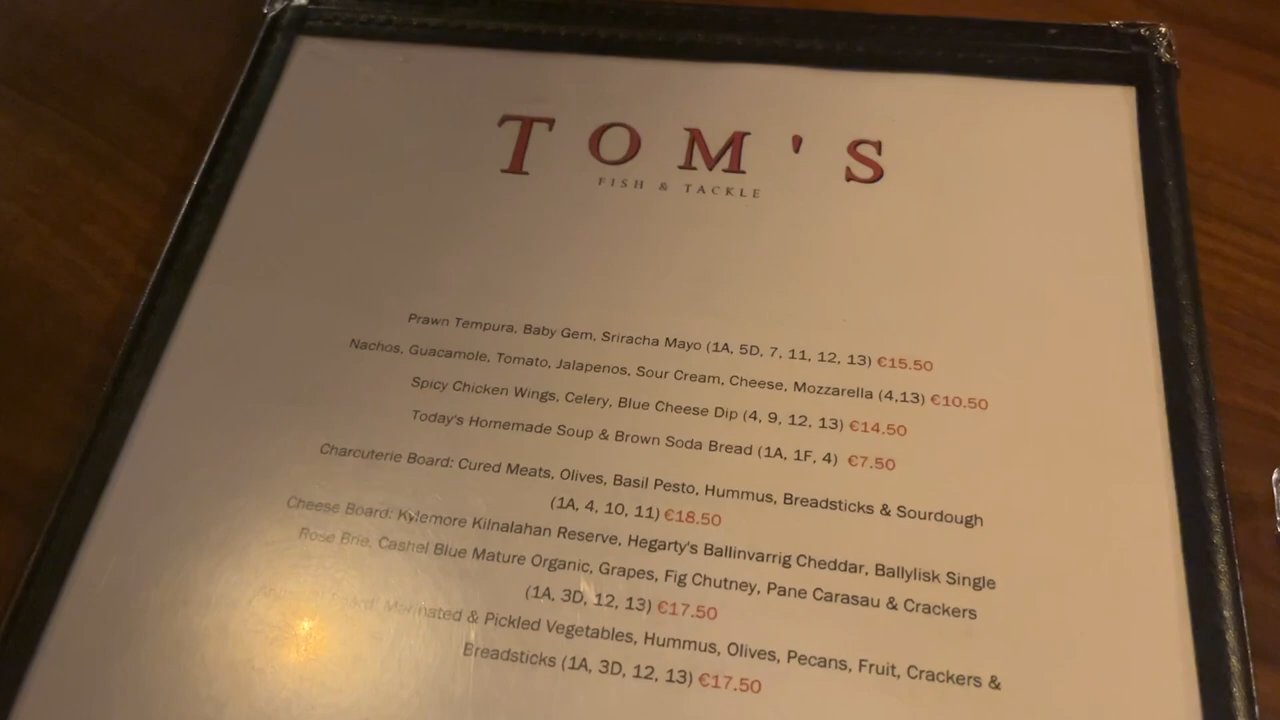 TOM'S
FISH & TACKLE
Prawn Tempura, Baby Gem, Sriracha Mayo (1A, 5D, 7, 11, 12, 13) €15.50
Nachos, Guacamole, Tomato, Jalapenos, Sour Cream, Cheese, Mozzarella (4,13) €10.50
Spicy Chicken Wings, Celery, Blue Cheese Dip (4, 9, 12, 13) €14.50
Today's Homemade Soup & Brown Soda Bread (1A, 1F, 4) €7.50
Charcuterie Board: Cured Meats, Olives, Basil Pesto, Hummus, Breadsticks & Sourdough
(1A, 4, 10, 11) €18.50
Cheese Board: Kylemore Kilnalahan Reserve, Hegarty's Ballinvarrig Cheddar, Ballylisk Single
Rose Brie, Cashel Blue Mature Organic, Grapes, Fig Chutney, Pane Carasau & Crackers
(1A, 3D, 12, 13) €17.50
Marinated & Pickled Vegetables, Hummus, Olives, Pecans, Fruit, Crackers &
Breadsticks (1A, 3D, 12, 13) €17.50